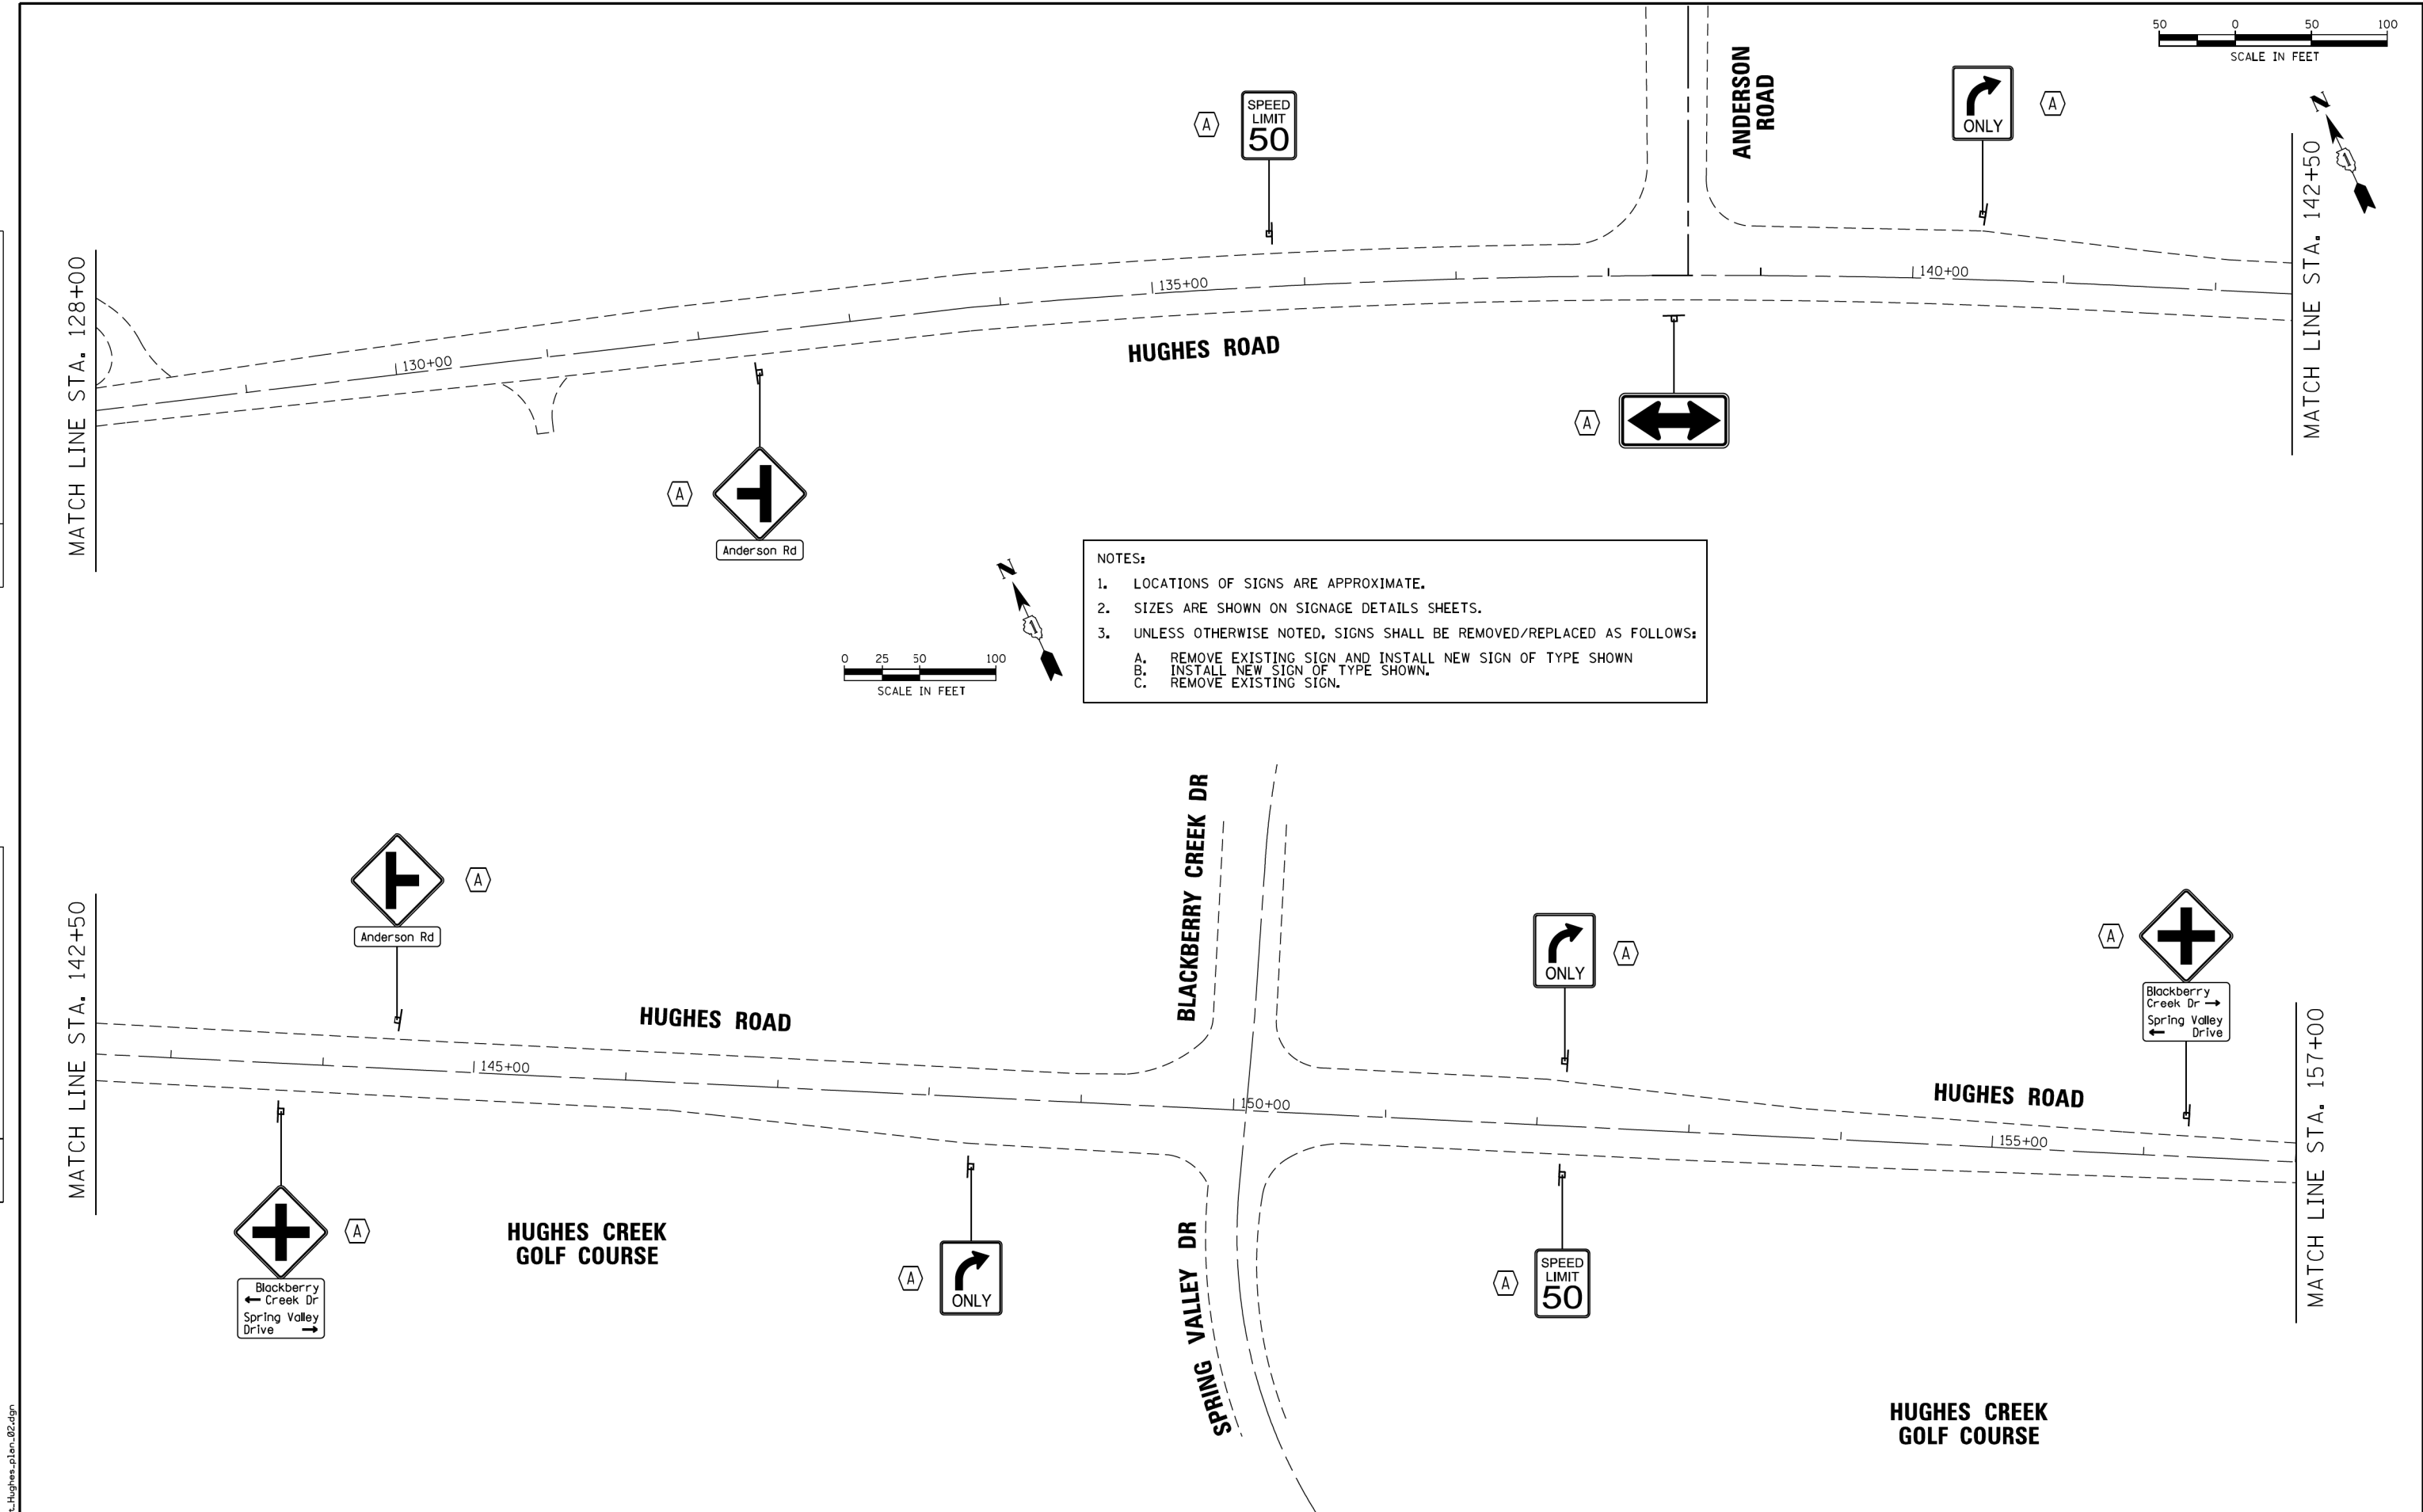 50 0 50 100
SCALE IN FEET
N
1
ANDERSON
ROAD
A
SPEED
LIMIT
50
ONLY
A
MATCH LINE STA. 128+00
130+00
135+00
140+00
MATCH LINE STA. 142+50
HUGHES ROAD
A
A
Anderson Rd
0 25 50 100
SCALE IN FEET
N
1
NOTES:
1. LOCATIONS OF SIGNS ARE APPROXIMATE.
2. SIZES ARE SHOWN ON SIGNAGE DETAILS SHEETS.
3. UNLESS OTHERWISE NOTED, SIGNS SHALL BE REMOVED/REPLACED AS FOLLOWS:
A. REMOVE EXISTING SIGN AND INSTALL NEW SIGN OF TYPE SHOWN
B. INSTALL NEW SIGN OF TYPE SHOWN.
C. REMOVE EXISTING SIGN.
MATCH LINE STA. 142+50
A
Anderson Rd
HUGHES ROAD
BLACKBERRY CREEK DR
ONLY
A
A
Blackberry
Creek Dr →
Spring Valley
← Drive
HUGHES ROAD
145+00
150+00
155+00
MATCH LINE STA. 157+00
A
Blackberry
← Creek Dr
Spring Valley
Drive →
HUGHES CREEK
GOLF COURSE
A
ONLY
SPRING VALLEY DR
A
SPEED
LIMIT
50
HUGHES CREEK
GOLF COURSE
t_Hughes_plan_02.dgn